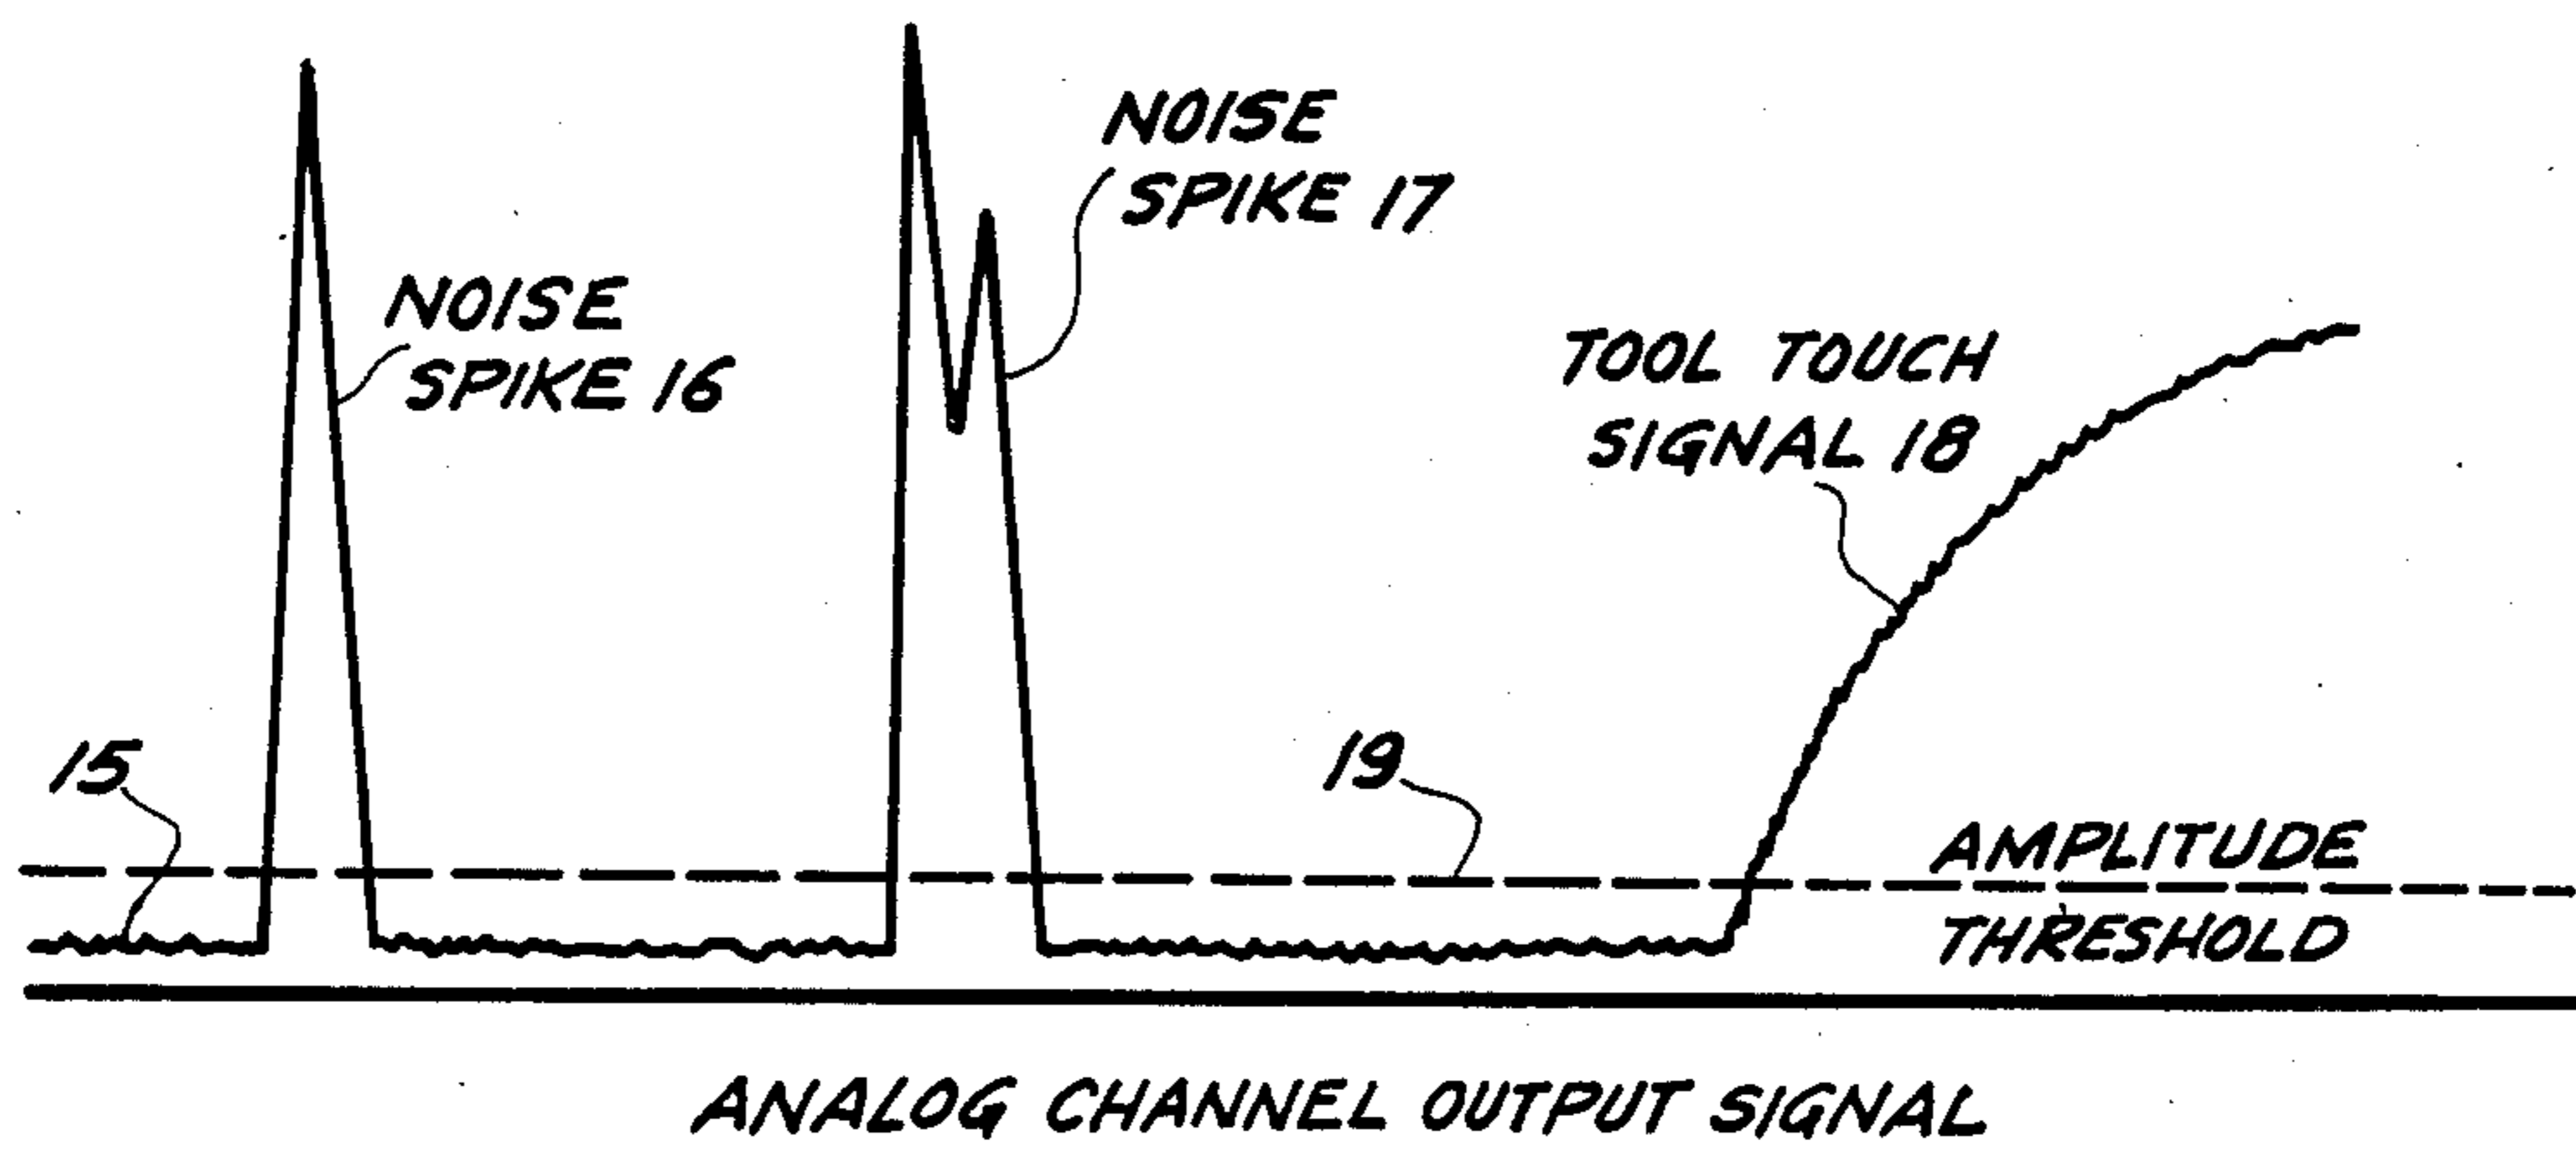 NOISE
SPIKE 16
NOISE
SPIKE 17
TOOL TOUCH
SIGNAL 18
15
19
AMPLITUDE
THRESHOLD
ANALOG CHANNEL OUTPUT SIGNAL